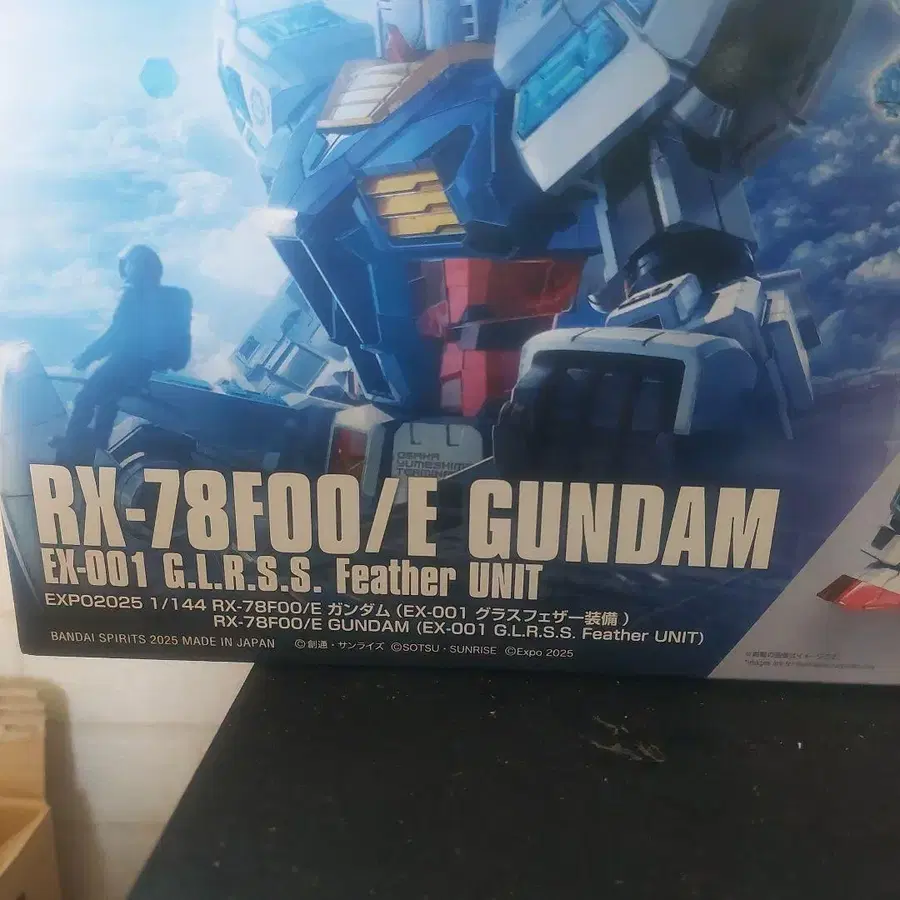 OSAKA
YUMESHIMA
TERMINAL
RX-78F00/E GUNDAM
EX-001 G.L.R.S.S. Feather UNIT
EXPO2025 1/144 RX-78F00/E ガンダム (EX-001 グラスフェザー装備)
RX-78F00/E GUNDAM (EX-001 G.L.R.S.S. Feather UNIT)
BANDAI SPIRITS 2025 MADE IN JAPAN ©創通・サンライズ ©SOTSU・SUNRISE ©Expo 2025